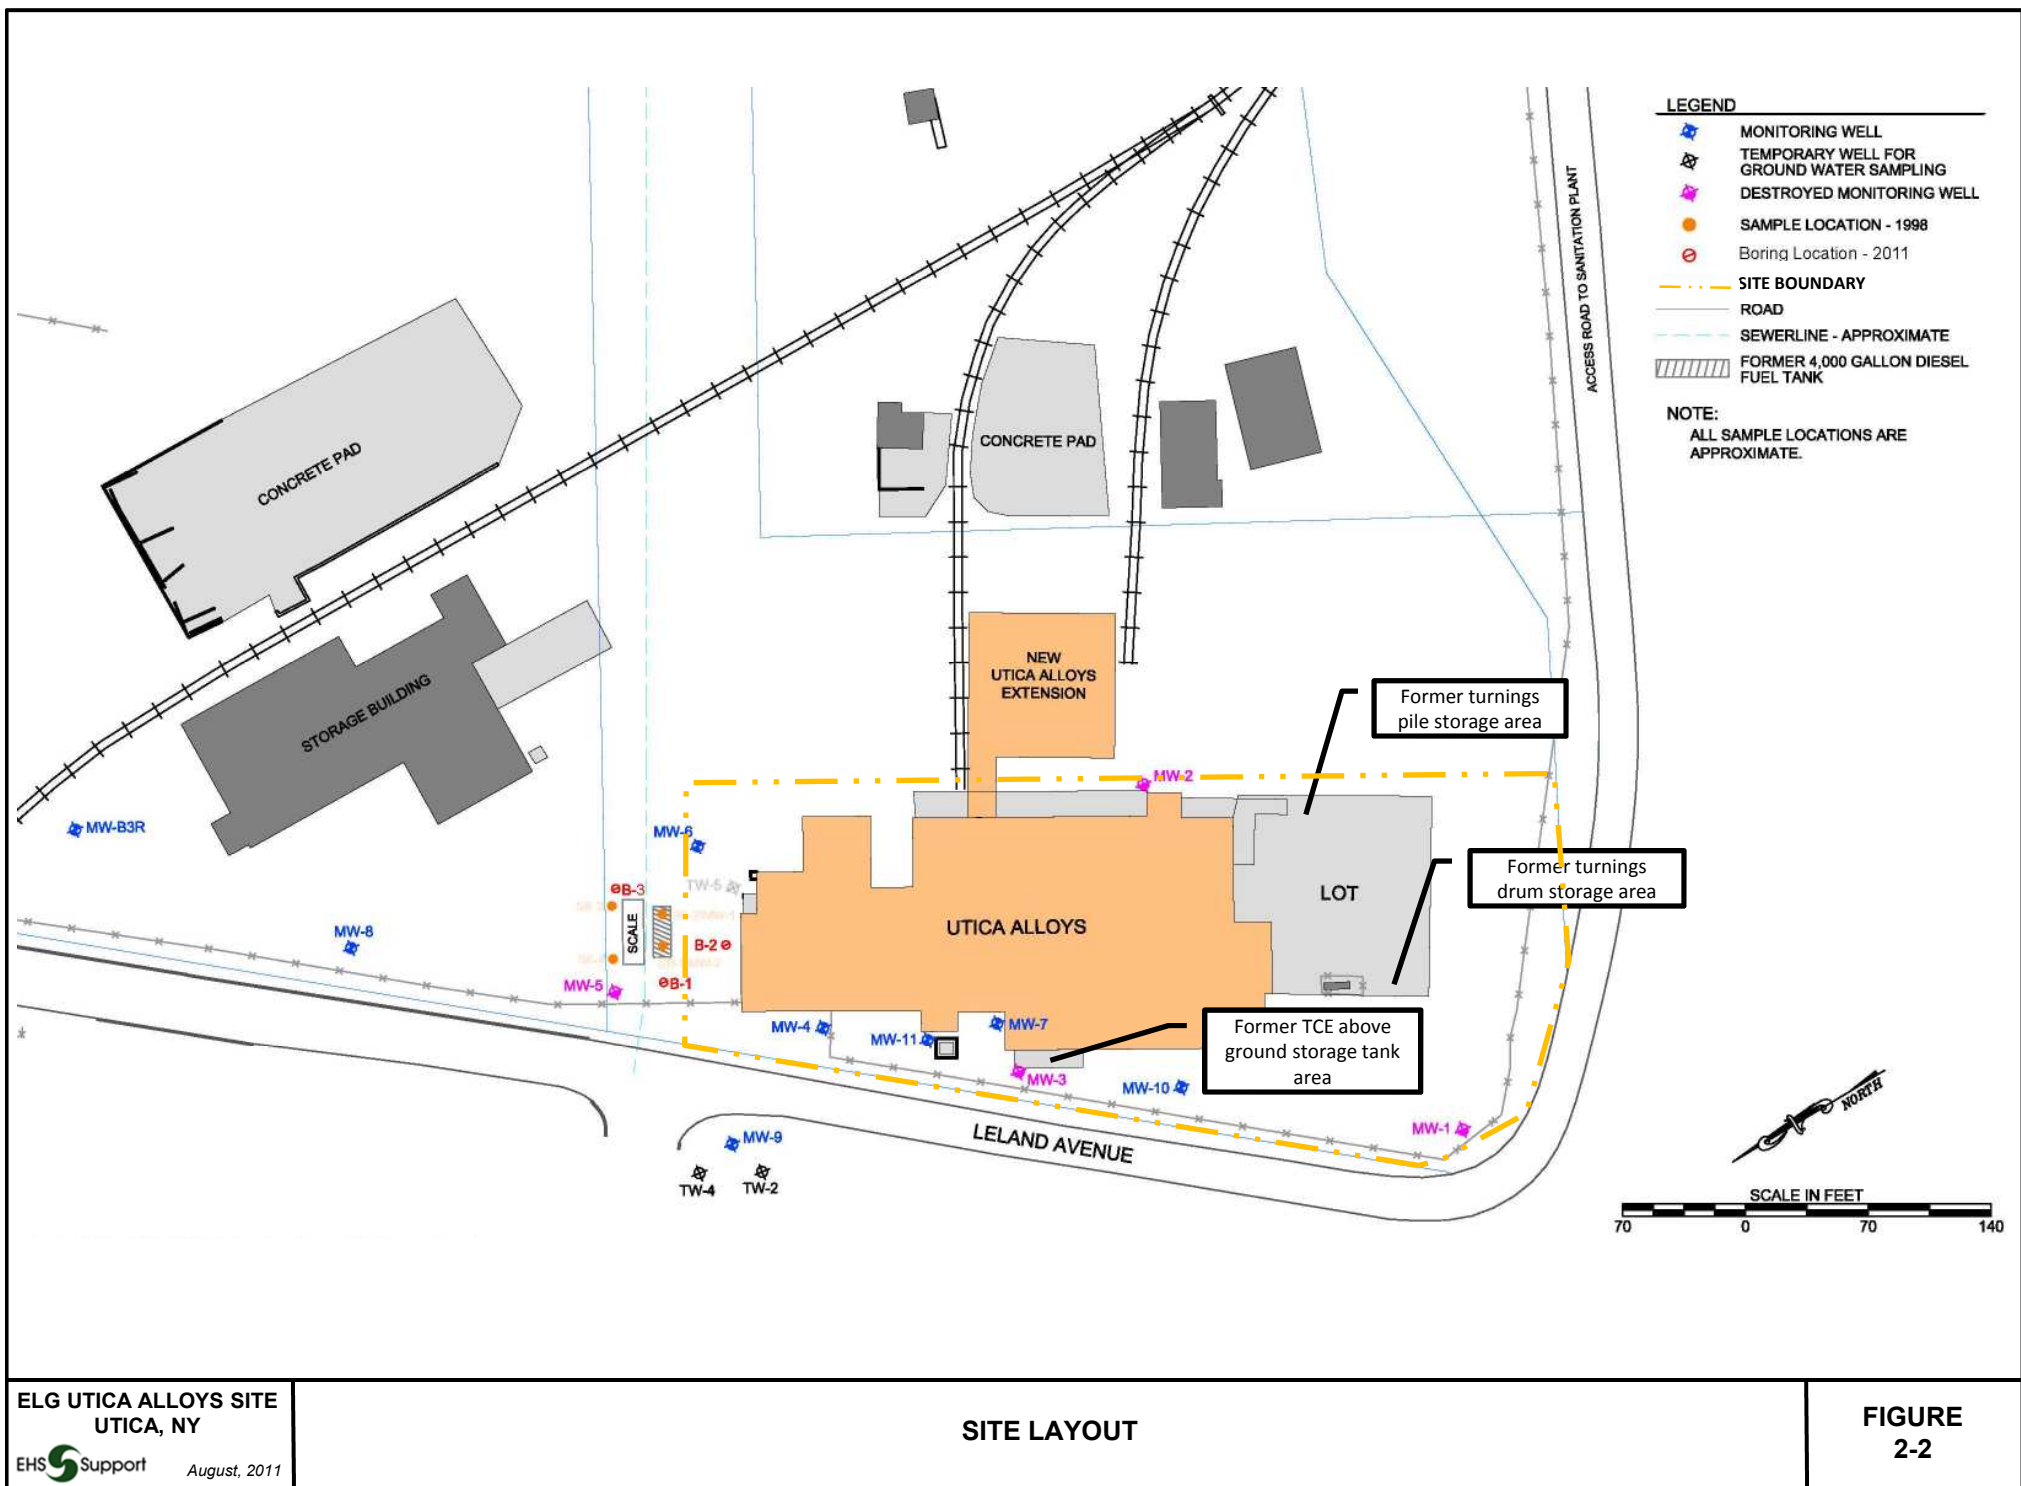 LEGEND
MONITORING WELL
TEMPORARY WELL FOR
GROUND WATER SAMPLING
DESTROYED MONITORING WELL
SAMPLE LOCATION - 1998
Boring Location - 2011
SITE BOUNDARY
ROAD
SEWERLINE - APPROXIMATE
FORMER 4,000 GALLON DIESEL
FUEL TANK
NOTE:
ALL SAMPLE LOCATIONS ARE
APPROXIMATE.
ACCESS ROAD TO SANITATION PLANT
CONCRETE PAD
CONCRETE PAD
STORAGE BUILDING
NEW
UTICA ALLOYS
EXTENSION
Former turnings
pile storage area
MW-2
MW-B3R
MW-6
TW-5
B-3
SCALE
B-2
B-1
MW-8
MW-5
UTICA ALLOYS
LOT
Former turnings
drum storage area
MW-4
MW-11
MW-7
Former TCE above
ground storage tank
area
MW-3
MW-10
MW-1
MW-9
TW-4
TW-2
LELAND AVENUE
NORTH
SCALE IN FEET
70 0 70 140
ELG UTICA ALLOYS SITE
UTICA, NY
EHS Support
August, 2011
SITE LAYOUT
FIGURE
2-2